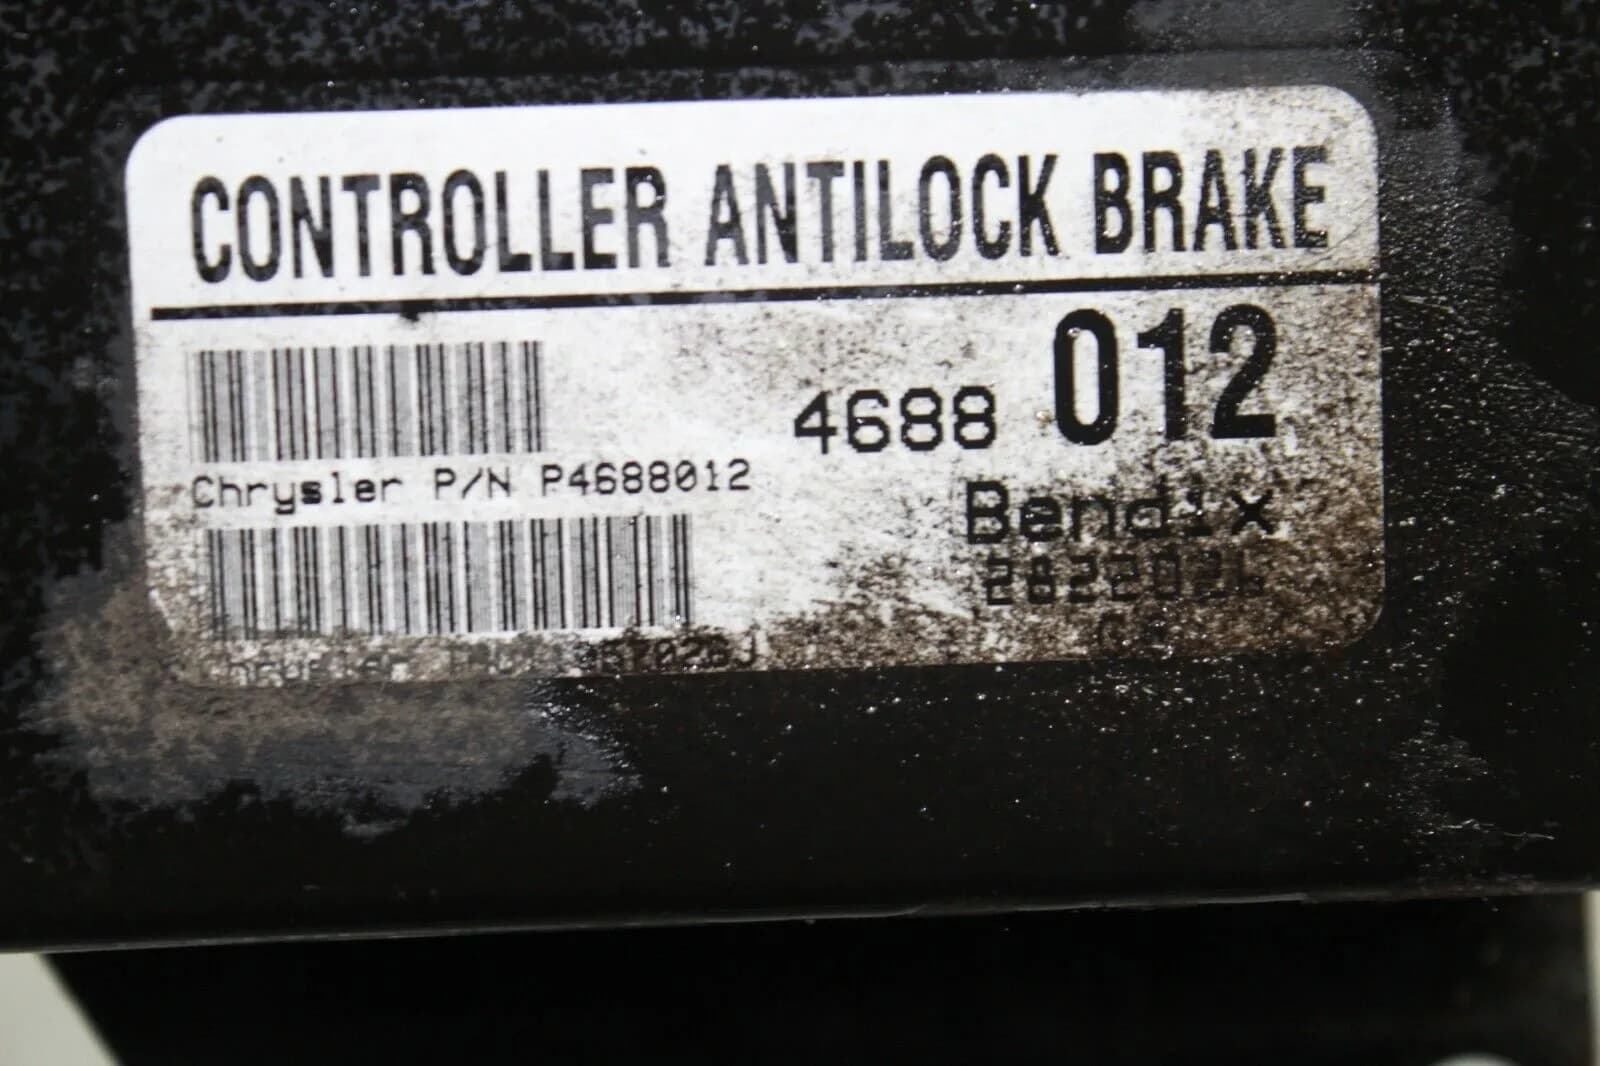 CONTROLLER ANTILOCK BRAKE
4688 012
Chrysler P/N P4688012
Bendix